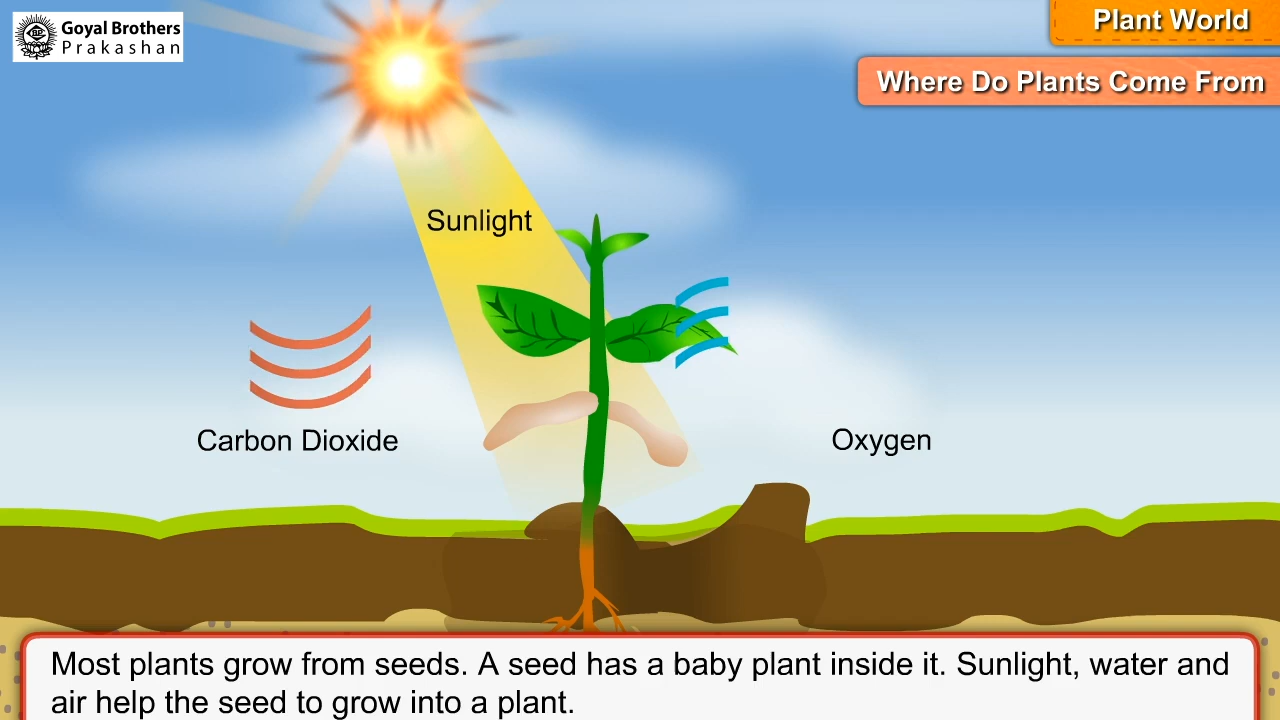 Goyal Brothers
Prakashan
Plant World
Where Do Plants Come From
Sunlight
Carbon Dioxide
Oxygen
Most plants grow from seeds. A seed has a baby plant inside it. Sunlight, water and
air help the seed to grow into a plant.